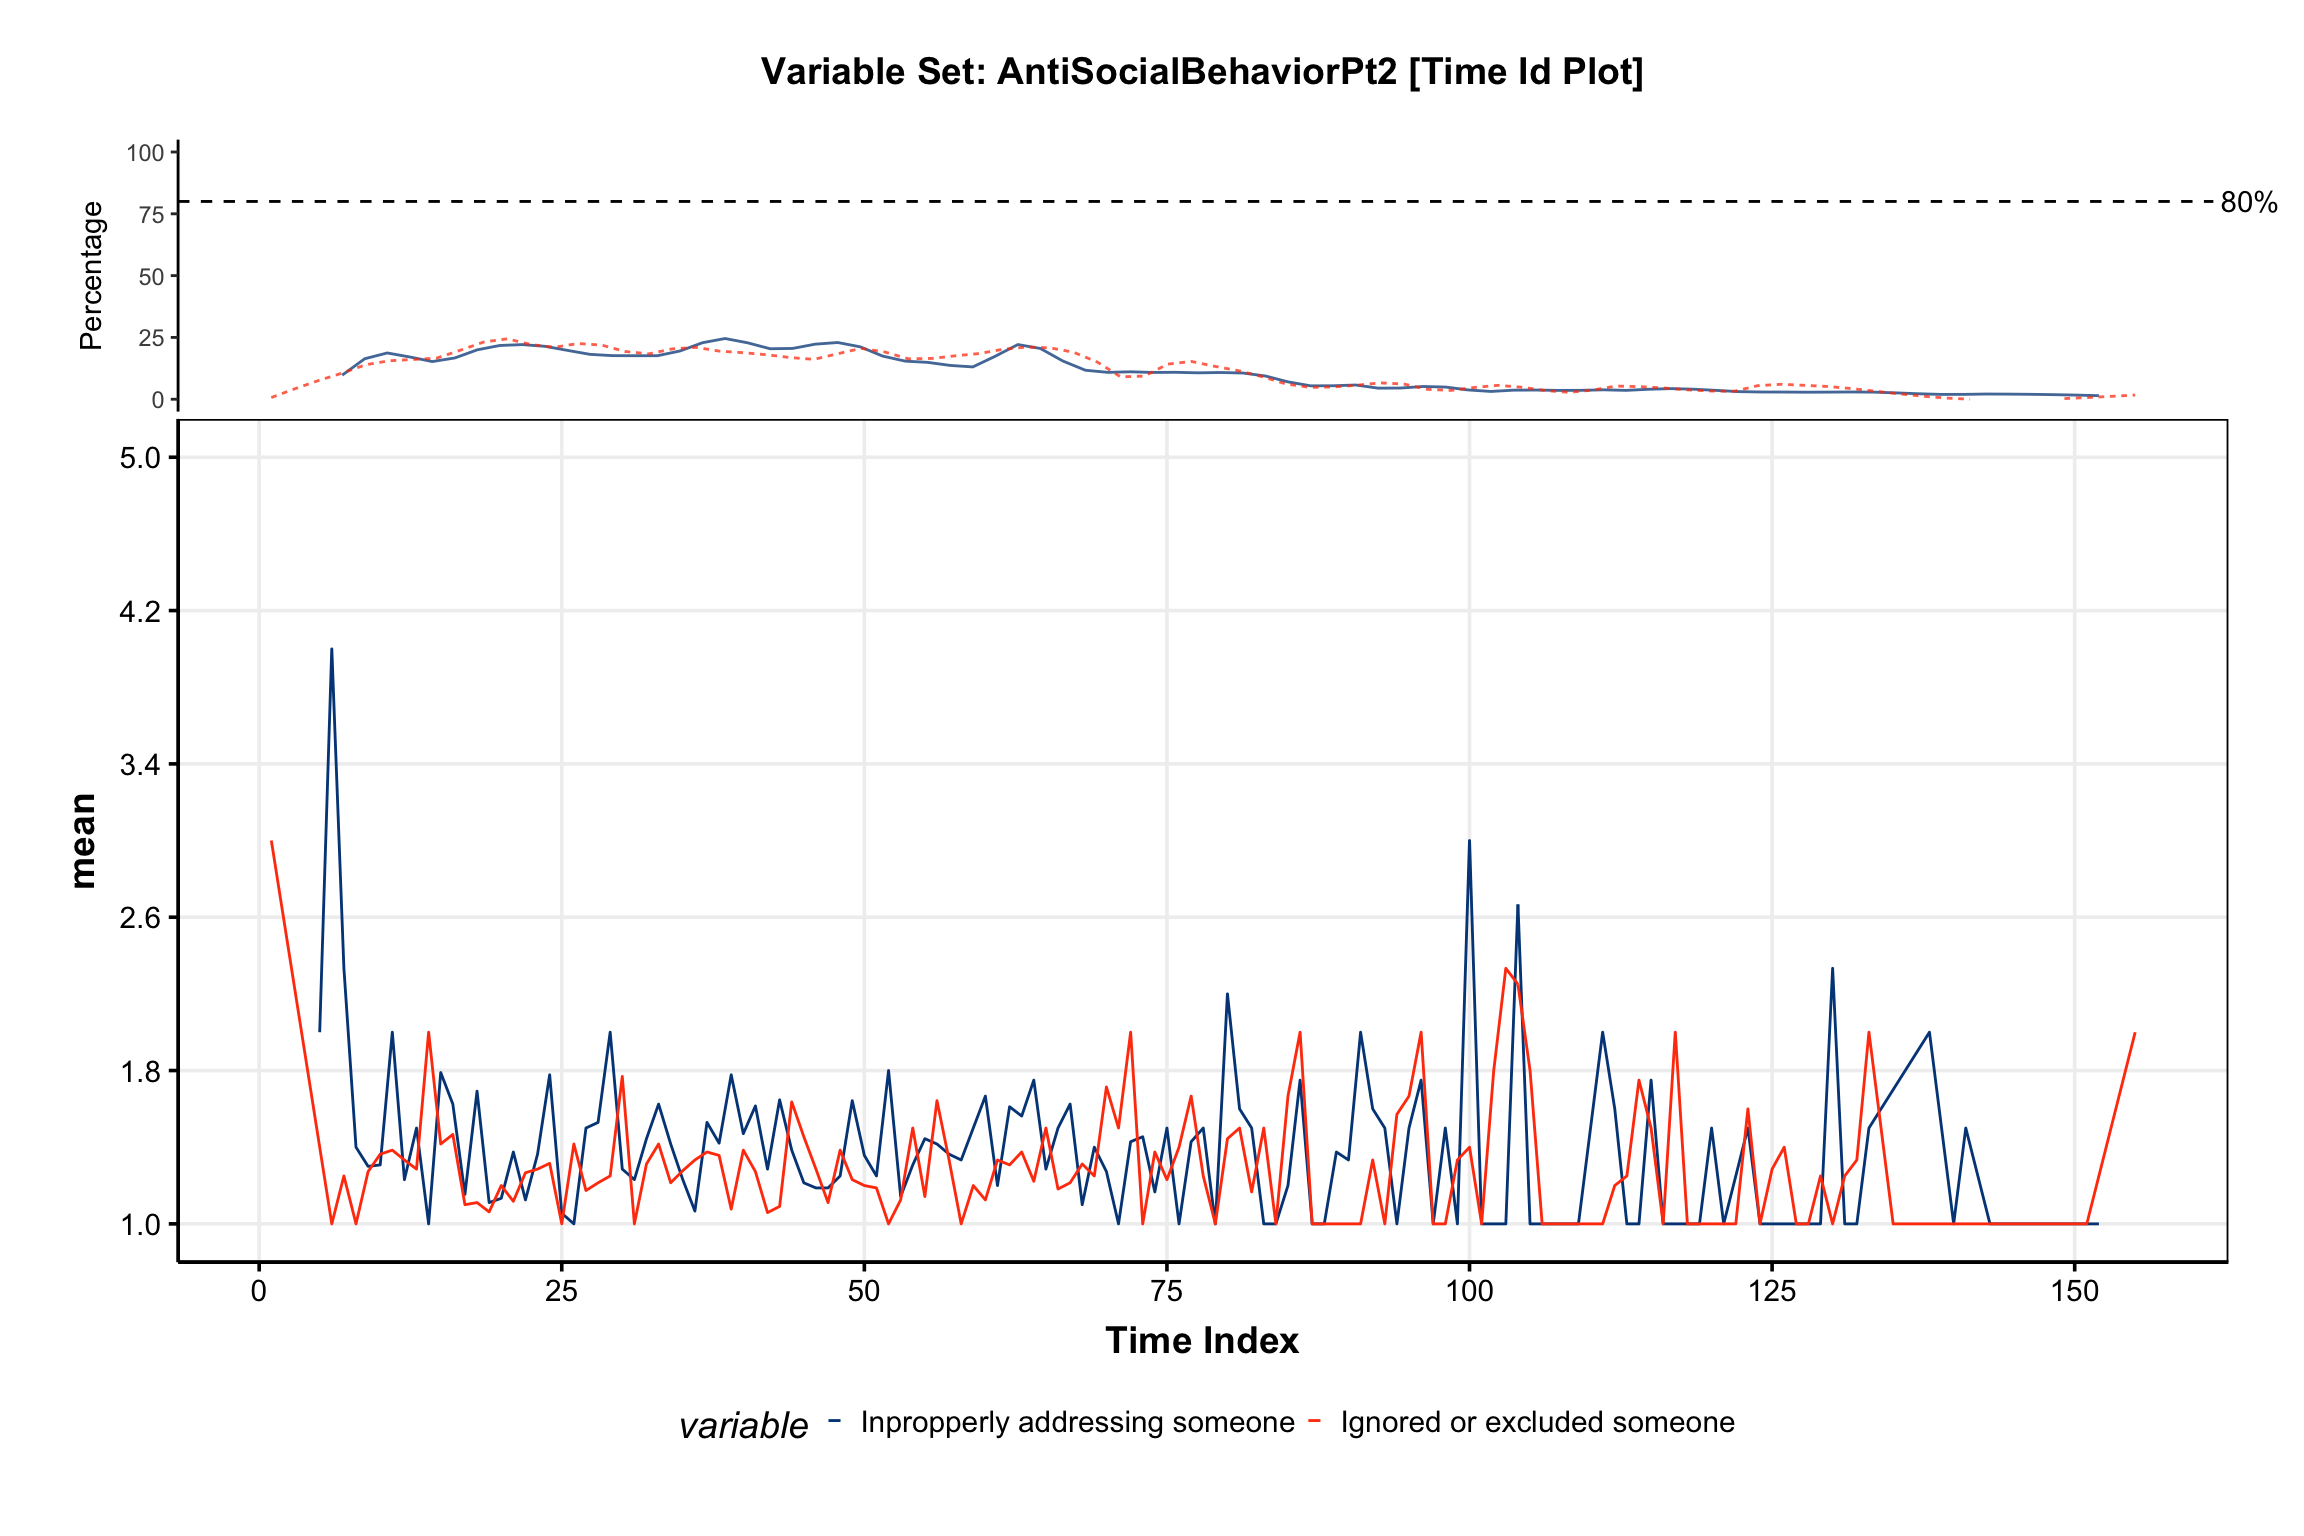 Variable Set: AntiSocialBehaviorPt2 [Time Id Plot]
Percentage
100
75
50
25
0
80%
mean
5.0
4.2
3.4
2.6
1.8
1.0
0 25 50 75 100 125 150
Time Index
variable Inpropperly addressing someone Ignored or excluded someone